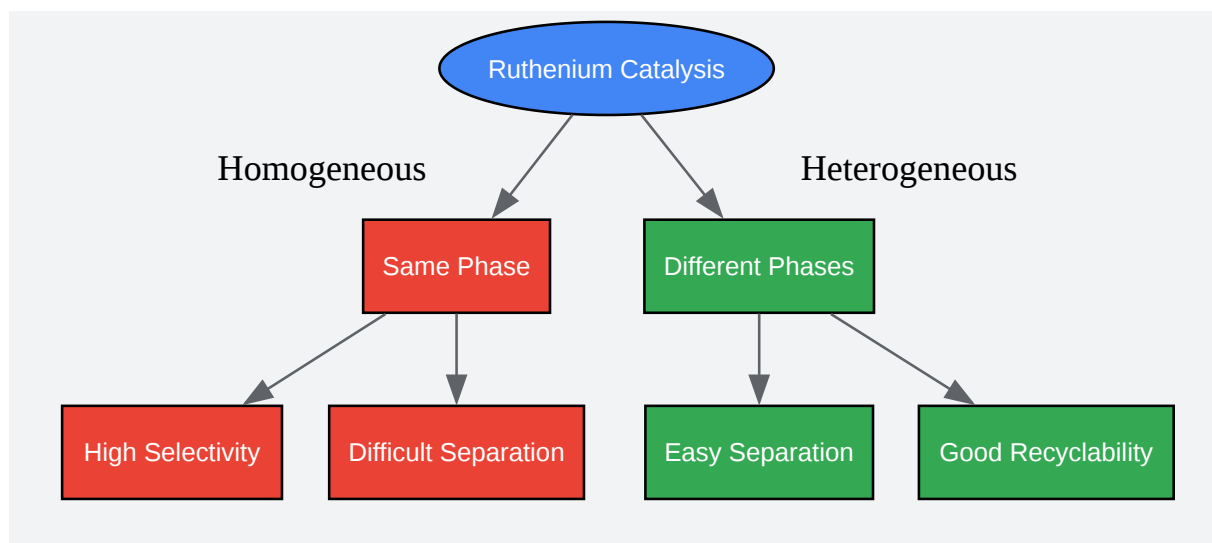 Ruthenium Catalysis
Homogeneous
Heterogeneous
Same Phase
Different Phases
High Selectivity
Difficult Separation
Easy Separation
Good Recyclability